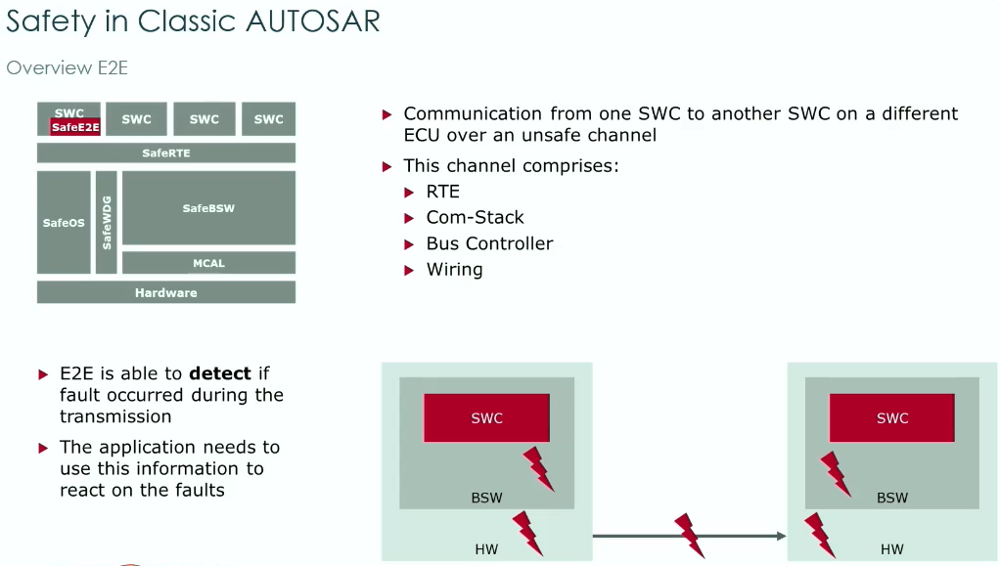 Safety in Classic AUTOSAR
Overview E2E
SWC
SafeE2E
SWC
SWC
SWC
SafeRTE
SafeOS
SafeWDG
SafeBSW
MCAL
Hardware
Communication from one SWC to another SWC on a different
ECU over an unsafe channel
This channel comprises:
RTE
Com-Stack
Bus Controller
Wiring
E2E is able to detect if
fault occurred during the
transmission
The application needs to
use this information to
react on the faults
SWC
BSW
HW
SWC
BSW
HW